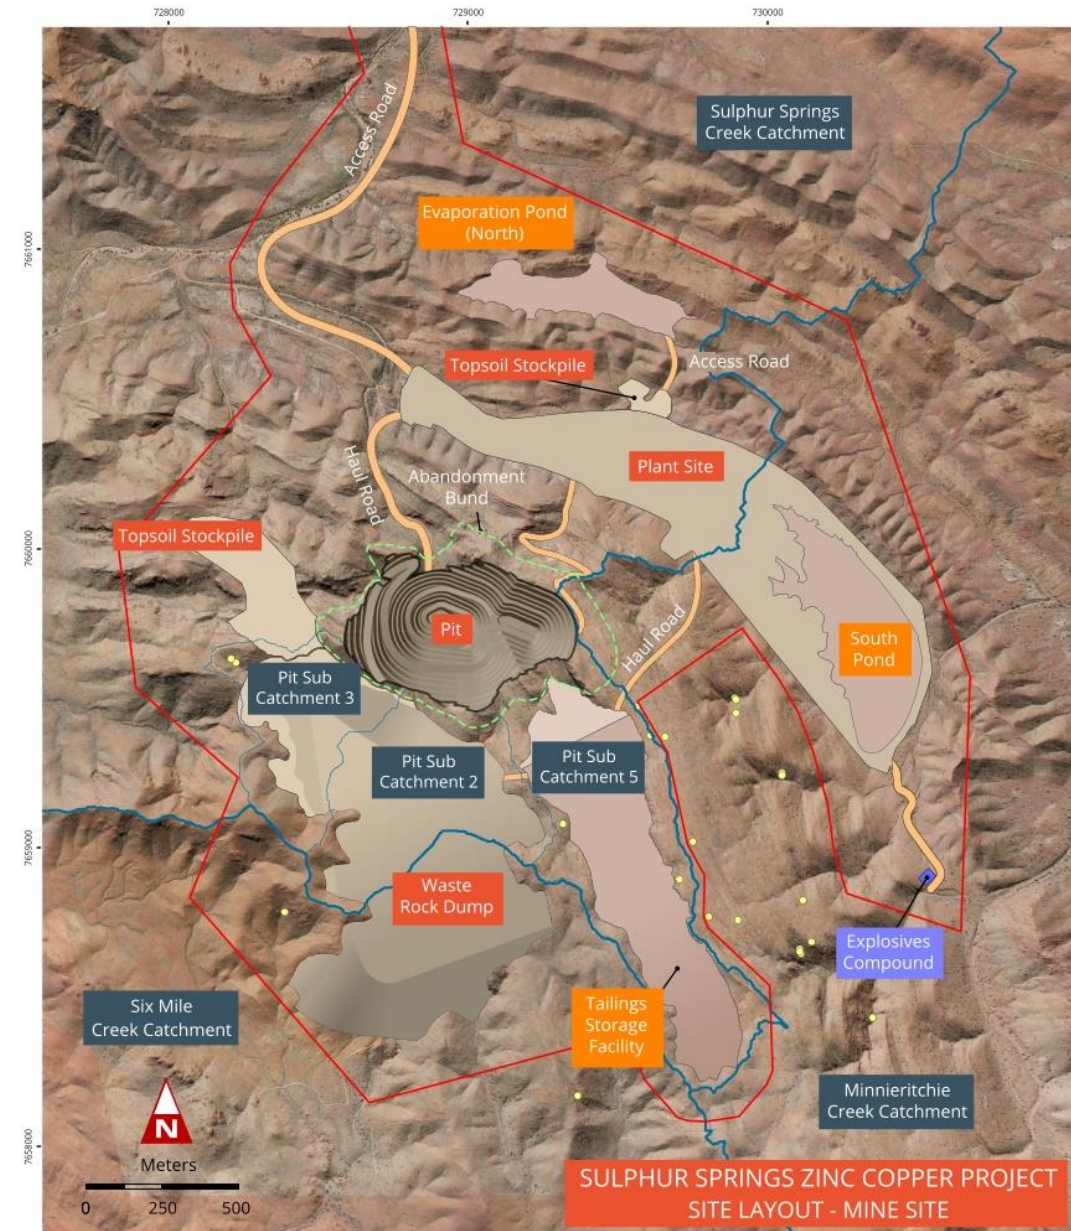 728000
729000
730000
Access Road
Sulphur Springs
Creek Catchment
Evaporation Pond
(North)
7661000
Topsoil Stockpile
Access Road
Haul Road
Abandonment
Bund
Plant Site
Topsoil Stockpile
7660000
Pit
Haul Road
South
Pond
Pit Sub
Catchment 3
Pit Sub
Catchment 2
Pit Sub
Catchment 5
7659000
Waste
Rock Dump
Explosives
Compound
Six Mile
Creek Catchment
Tailings
Storage
Facility
Minnieritchie
Creek Catchment
7658000
N
Meters
0 250 500
SULPHUR SPRINGS ZINC COPPER PROJECT
SITE LAYOUT - MINE SITE